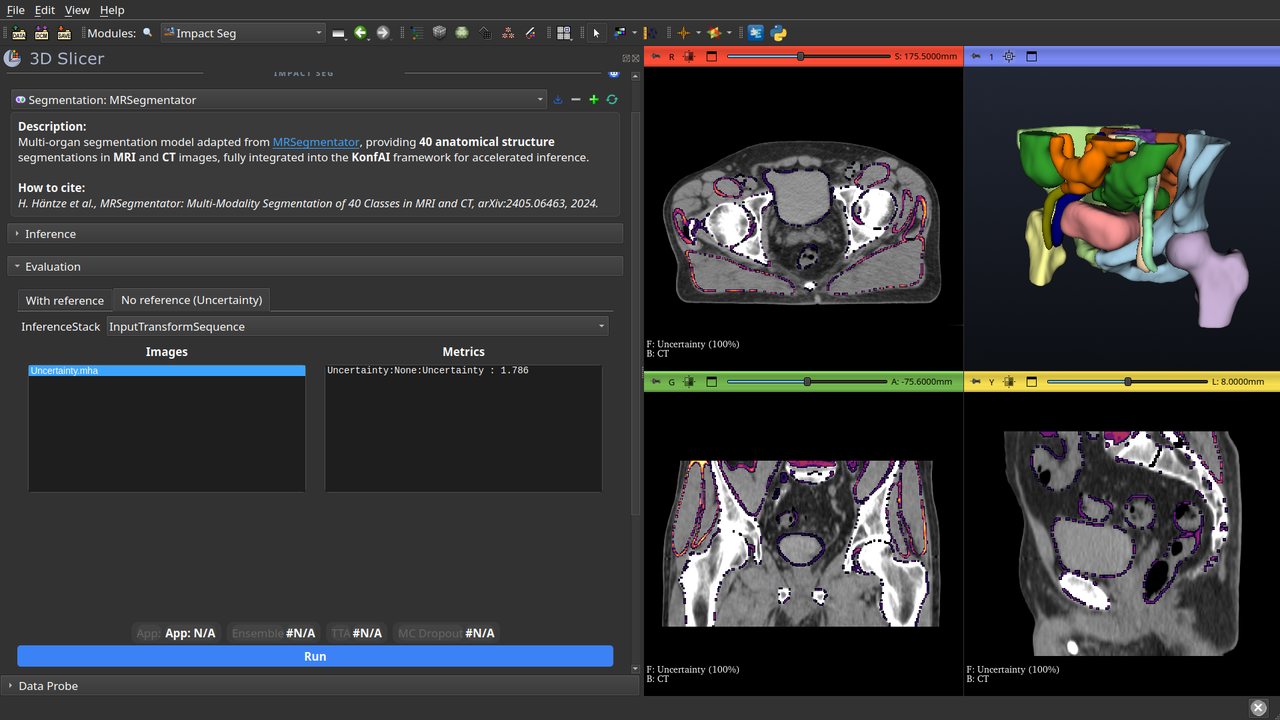 File Edit View Help
DATA DCM SAVE Modules: Impact Seg
3D Slicer
IMPACT SEG
Segmentation: MRSegmentator
Description:
Multi-organ segmentation model adapted from MRSegmentator, providing 40 anatomical structure
segmentations in MRI and CT images, fully integrated into the KonfAI framework for accelerated inference.
How to cite:
H. Häntze et al., MRSegmentator: Multi-Modality Segmentation of 40 Classes in MRI and CT, arXiv:2405.06463, 2024.
Inference
Evaluation
With reference No reference (Uncertainty)
InferenceStack InputTransformSequence
Images Metrics
Uncertainty.mha Uncertainty:None:Uncertainty : 1.786
App: App: N/A Ensemble #N/A TTA #N/A MC Dropout #N/A
Run
Data Probe
R S: 175.5000mm
F: Uncertainty (100%)
B: CT
1
G A: -75.6000mm
F: Uncertainty (100%)
B: CT
Y L: 8.0000mm
F: Uncertainty (100%)
B: CT